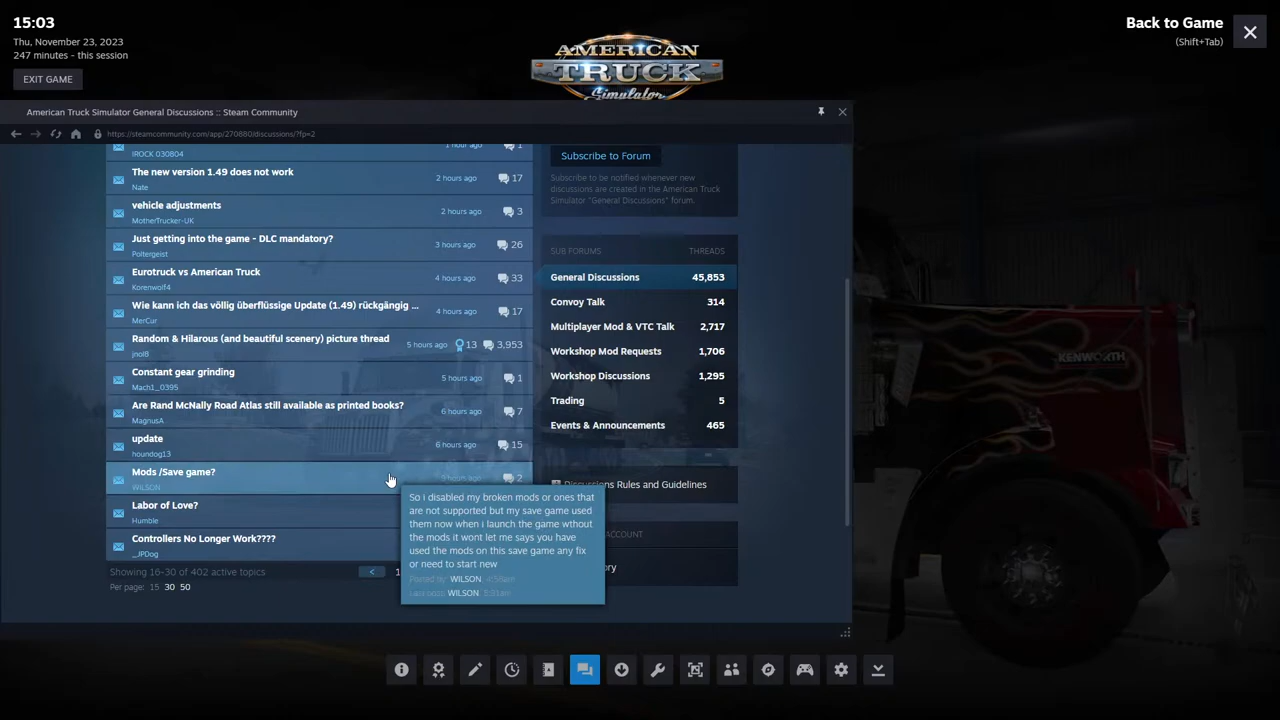 15:03
Thu, November 23, 2023
247 minutes - this session
EXIT GAME
AMERICAN
TRUCK
Simulator
Back to Game
(Shift+Tab)
American Truck Simulator General Discussions :: Steam Community
https://steamcommunity.com/app/270880/discussions/?fp=2
1 hour ago
1
IROCK 030804
The new version 1.49 does not work
2 hours ago
17
Nate
vehicle adjustments
2 hours ago
3
MotherTrucker-UK
Just getting into the game - DLC mandatory?
3 hours ago
26
Poltergeist
Eurotruck vs American Truck
4 hours ago
33
Korenwolf4
Wie kann ich das völlig überflüssige Update (1.49) rückgängig ...
4 hours ago
17
MerCur
Random & Hilarous (and beautiful scenery) picture thread
5 hours ago
13
3,953
jnol8
Constant gear grinding
5 hours ago
1
Mach1_0395
Are Rand McNally Road Atlas still available as printed books?
6 hours ago
7
MagnusA
update
6 hours ago
15
houndog13
Mods /Save game?
2
WILSON
Labor of Love?
Humble
Controllers No Longer Work????
_JPDog
So i disabled my broken mods or ones that
are not supported but my save game used
them now when i launch the game wthout
the mods it wont let me says you have
used the mods on this save game any fix
or need to start new
Posted by: WILSON,
Last post: WILSON,
Showing 16-30 of 402 active topics
<
1
Per page: 15 30 50
Subscribe to Forum
Subscribe to be notified whenever new
discussions are created in the American Truck
Simulator "General Discussions" forum.
SUB FORUMS
THREADS
General Discussions
45,853
Convoy Talk
314
Multiplayer Mod & VTC Talk
2,717
Workshop Mod Requests
1,706
Workshop Discussions
1,295
Trading
5
Events & Announcements
465
Discussions Rules and Guidelines
ACCOUNT
KENWORTH